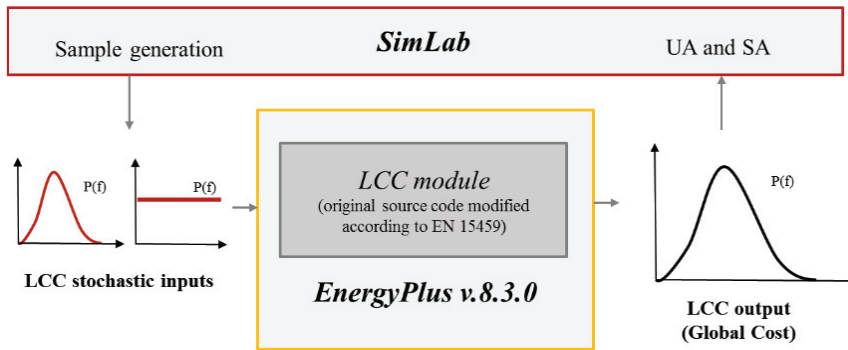 Sample generation
SimLab
UA and SA
P(f)
P(f)
LCC stochastic inputs
LCC module
(original source code modified
according to EN 15459)
EnergyPlus v.8.3.0
P(f)
LCC output
(Global Cost)